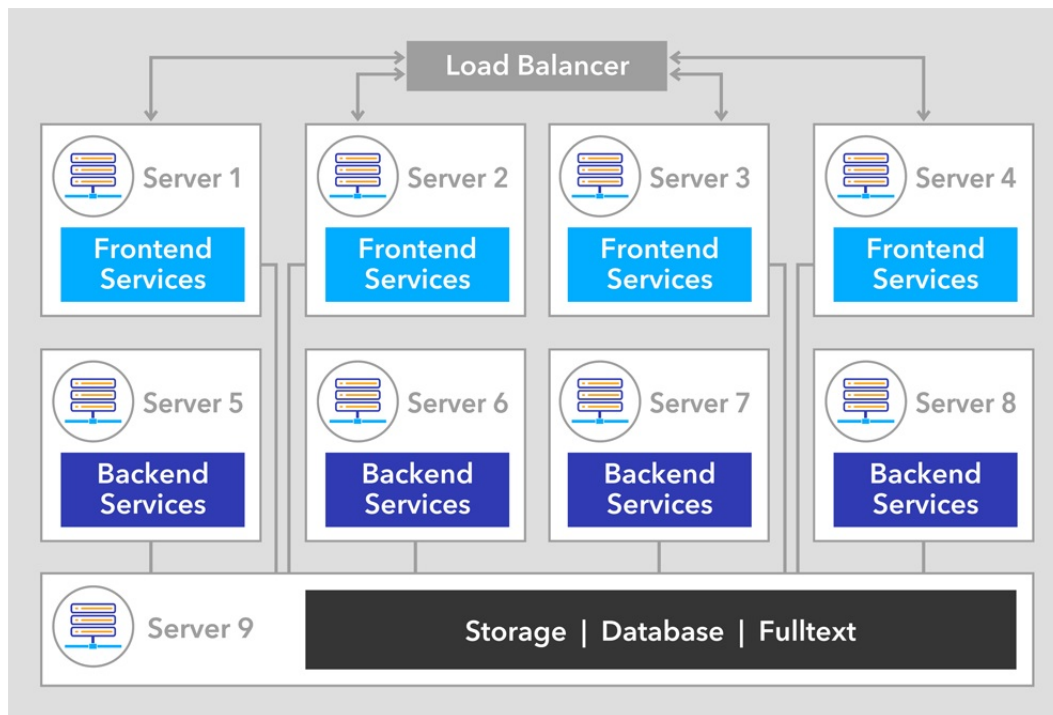 Load Balancer
Server 1
Frontend
Services
Server 2
Frontend
Services
Server 3
Frontend
Services
Server 4
Frontend
Services
Server 5
Backend
Services
Server 6
Backend
Services
Server 7
Backend
Services
Server 8
Backend
Services
Server 9
Storage | Database | Fulltext